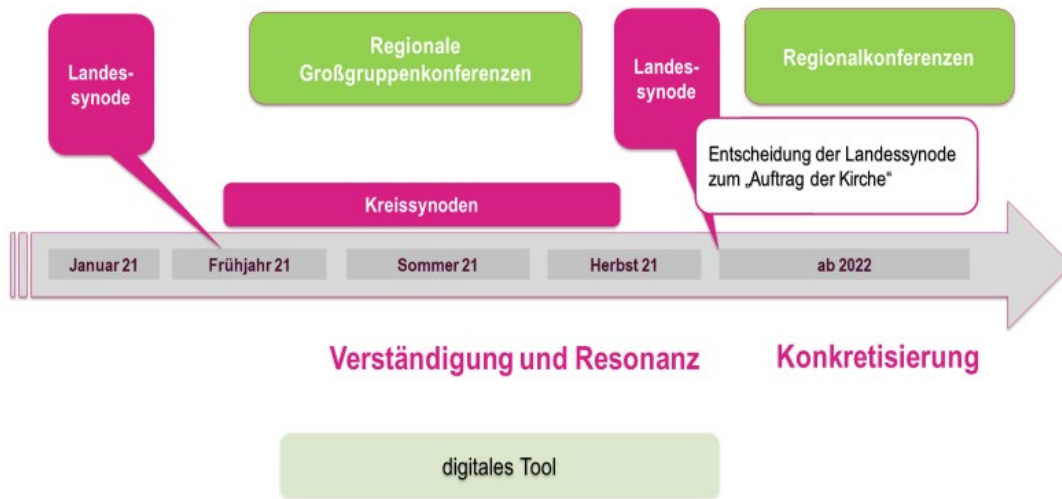 Landes-
synode
Regionale
Großgruppenkonferenzen
Landes-
synode
Regionalkonferenzen
Entscheidung der Landessynode
zum „Auftrag der Kirche“
Kreissynoden
Januar 21
Frühjahr 21
Sommer 21
Herbst 21
ab 2022
Verständigung und Resonanz
Konkretisierung
digitales Tool